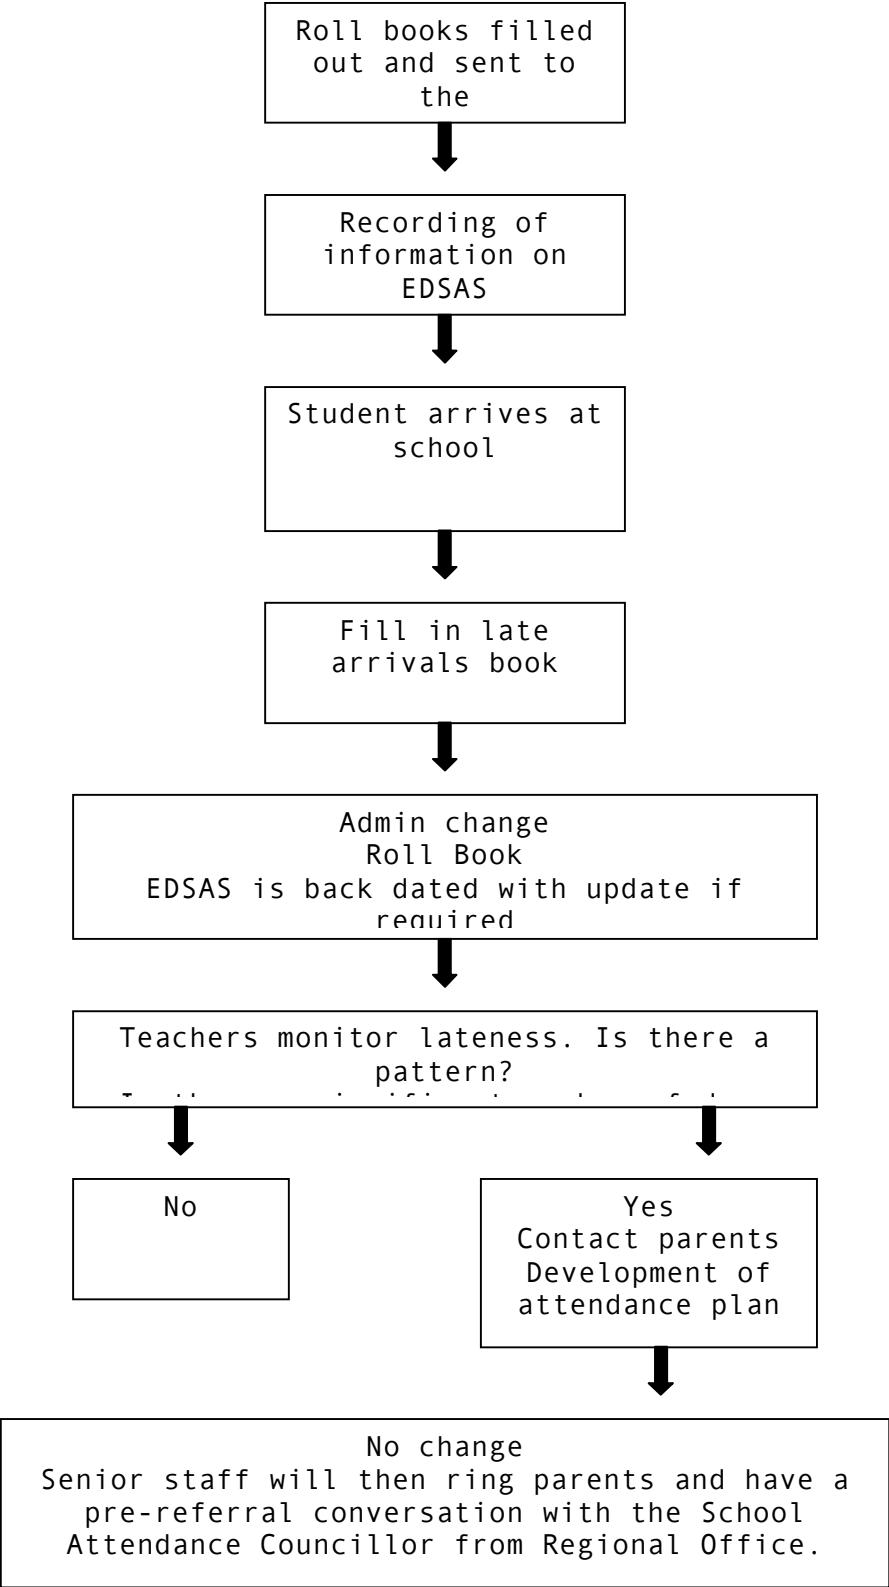 Roll books filled
out and sent to
the
Recording of
information on
EDSAS
Student arrives at
school
Fill in late
arrivals book
Admin change
Roll Book
EDSAS is back dated with update if
required
Teachers monitor lateness. Is there a
pattern?
No
Yes
Contact parents
Development of
attendance plan
No change
Senior staff will then ring parents and have a
pre-referral conversation with the School
Attendance Councillor from Regional Office.